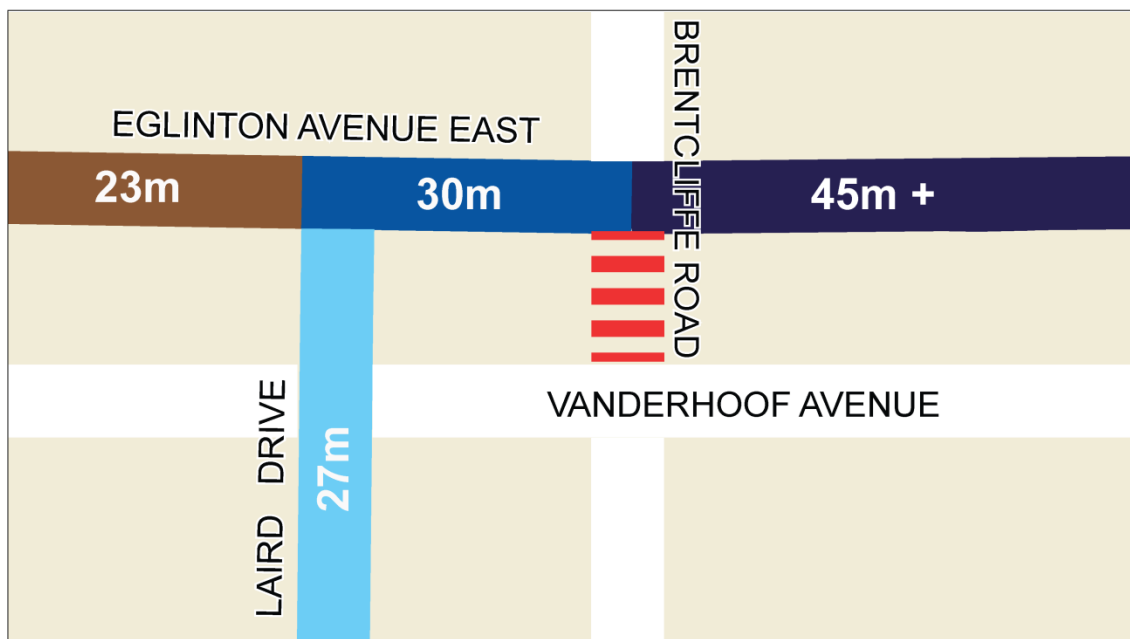 BRENTCLIFFE ROAD
EGLINTON AVENUE EAST
23m
30m
45m +
VANDERHOOF AVENUE
LAIRD DRIVE
27m